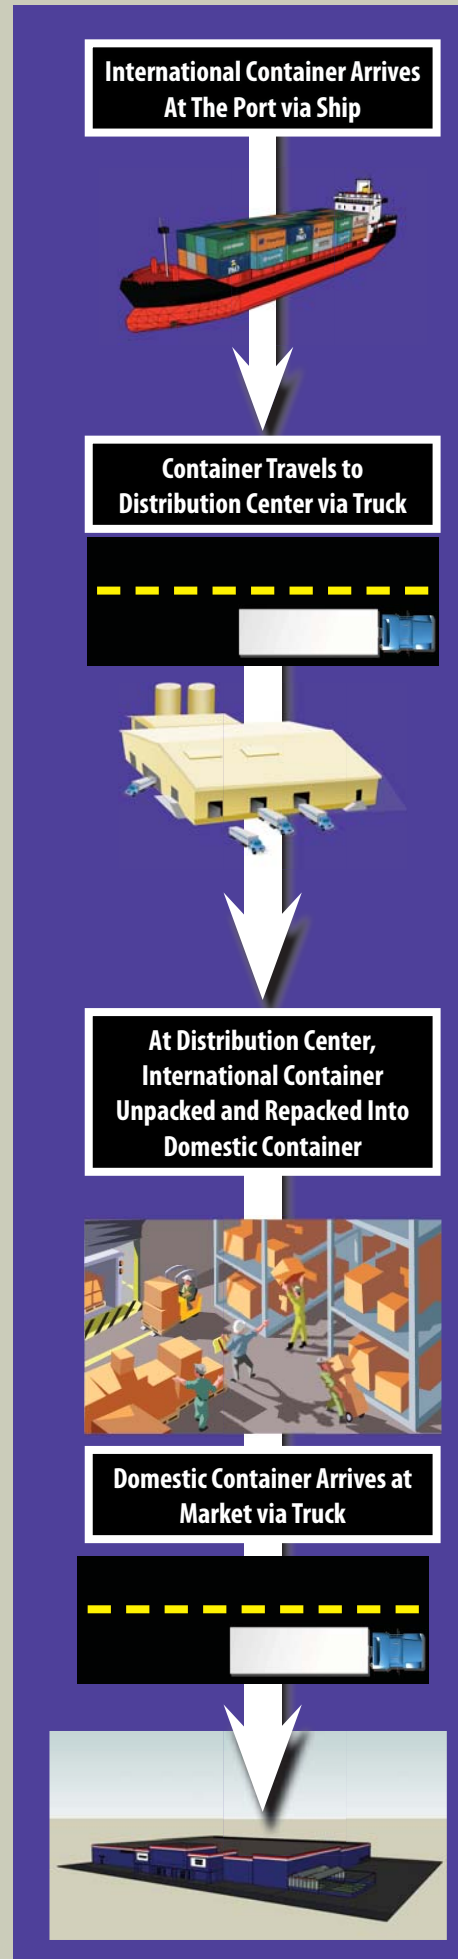 International Container Arrives
At The Port via Ship
Container Travels to
Distribution Center via Truck
At Distribution Center,
International Container
Unpacked and Repacked Into
Domestic Container
Domestic Container Arrives at
Market via Truck